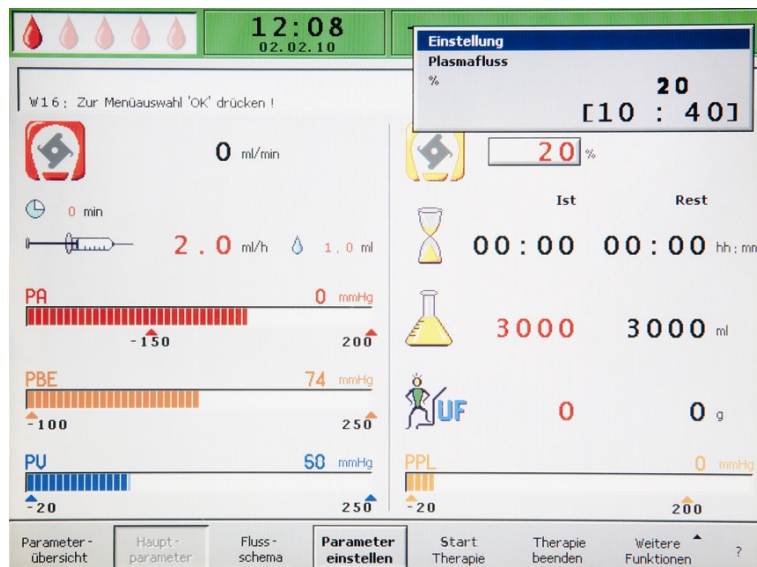 12:08
02.02.10
Einstellung
Plasmafluss
%
20
[10 : 40]
W16: Zur Menüauswahl 'OK' drücken !
0 ml/min
20 %
0 min
Ist Rest
2.0 ml/h 1.0 ml
00:00 00:00 hh:mm
PA 0 mmHg
-150 200
3000 3000 ml
PBE 74 mmHg
-100 250
UF 0 0 g
PV 60 mmHg
-20 250
PPL 0 mmHg
-20 200
Parameter-
übersicht
Haupt-
parameter
Fluss-
schema
Parameter
einstellen
Start
Therapie
Therapie
beenden
Weitere
Funktionen
?